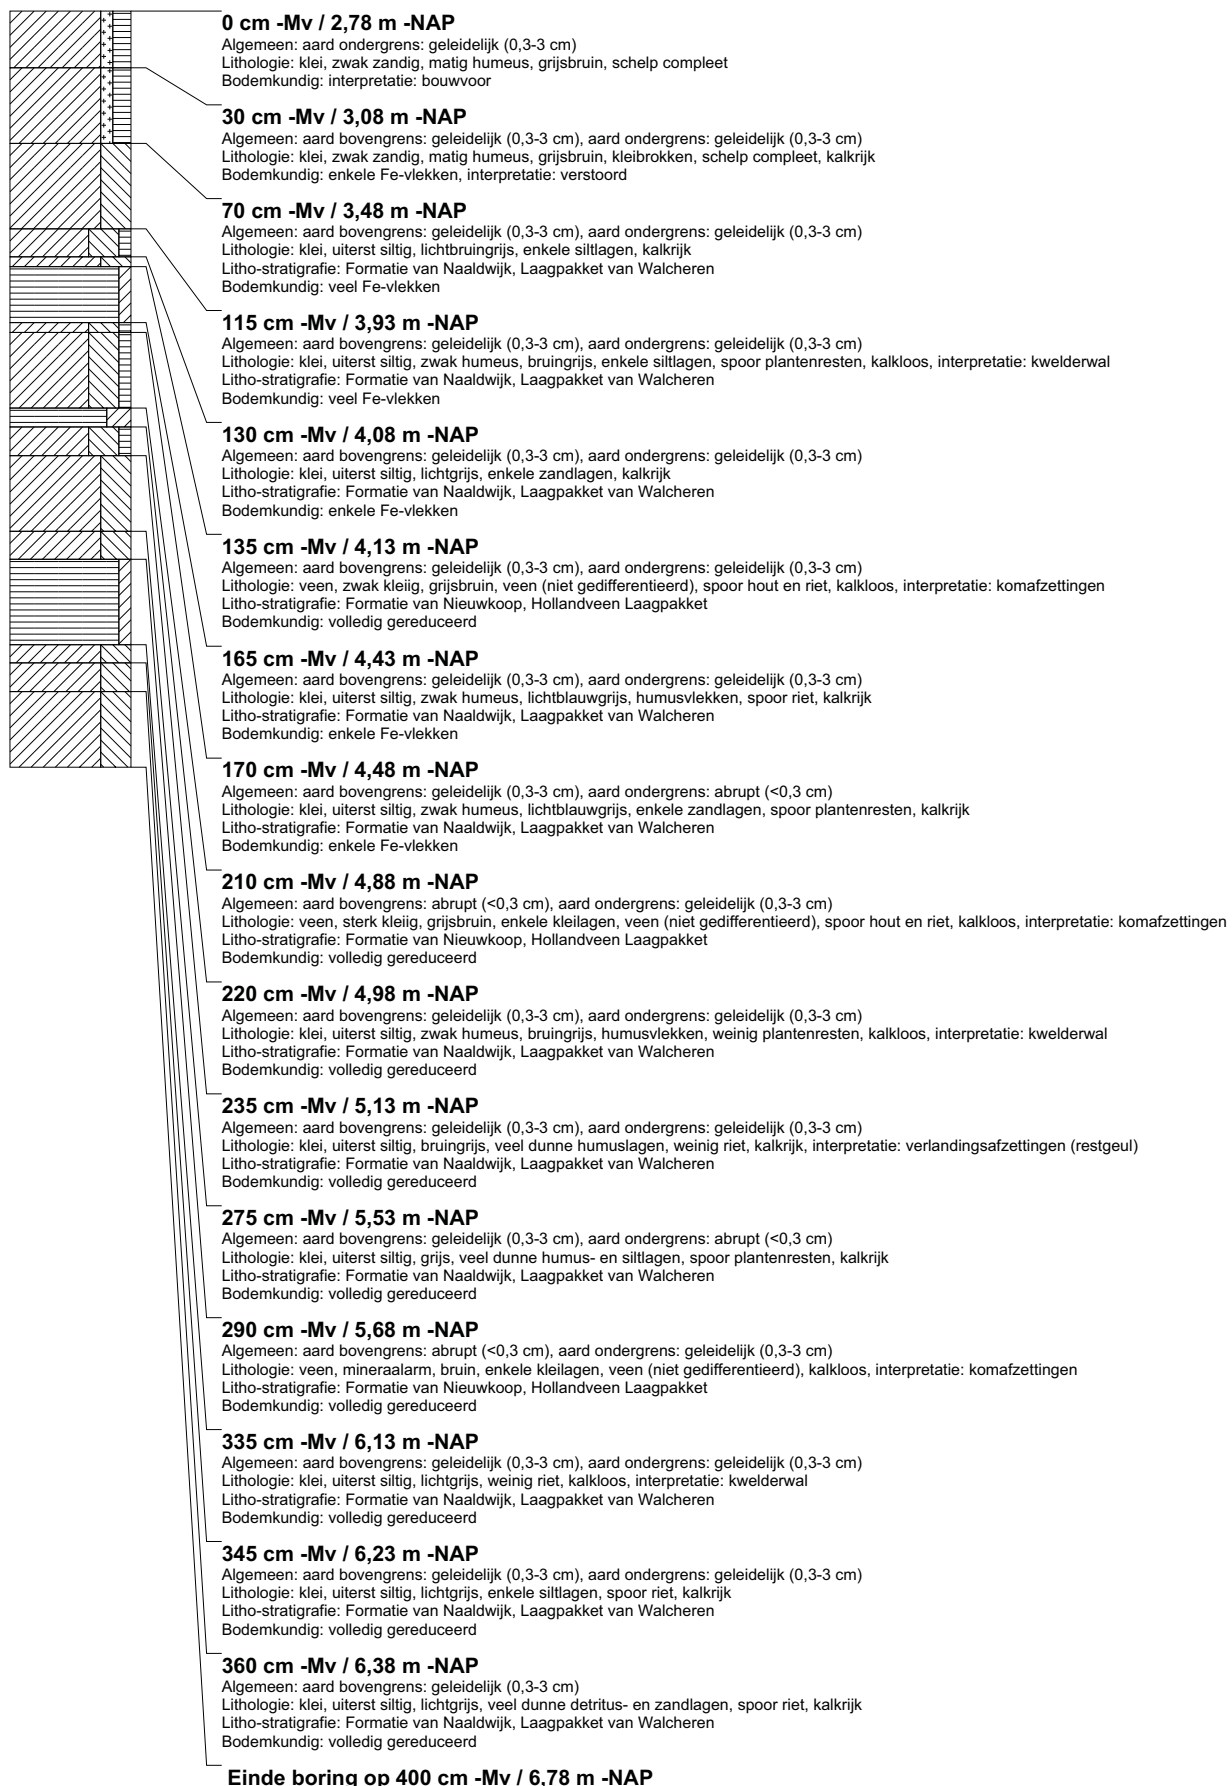 0 cm -Mv / 2,78 m -NAP
Algemeen: aard ondergrens: geleidelijk (0,3-3 cm)
Lithologie: klei, zwak zandig, matig humeus, grijsbruin, schelp compleet
Bodemkundig: interpretatie: bouwvoor
30 cm -Mv / 3,08 m -NAP
Algemeen: aard bovengrens: geleidelijk (0,3-3 cm), aard ondergrens: geleidelijk (0,3-3 cm)
Lithologie: klei, zwak zandig, matig humeus, grijsbruin, kleibrokken, schelp compleet, kalkrijk
Bodemkundig: enkele Fe-vlekken, interpretatie: verstoord
70 cm -Mv / 3,48 m -NAP
Algemeen: aard bovengrens: geleidelijk (0,3-3 cm), aard ondergrens: geleidelijk (0,3-3 cm)
Lithologie: klei, uiterst siltig, lichtbruingrijs, enkele siltlagen, kalkrijk
Litho-stratigrafie: Formatie van Naaldwijk, Laagpakket van Walcheren
Bodemkundig: veel Fe-vlekken
115 cm -Mv / 3,93 m -NAP
Algemeen: aard bovengrens: geleidelijk (0,3-3 cm), aard ondergrens: geleidelijk (0,3-3 cm)
Lithologie: klei, uiterst siltig, zwak humeus, bruingrijs, enkele siltlagen, spoor plantenresten, kalkloos, interpretatie: kwelderwal
Litho-stratigrafie: Formatie van Naaldwijk, Laagpakket van Walcheren
Bodemkundig: veel Fe-vlekken
130 cm -Mv / 4,08 m -NAP
Algemeen: aard bovengrens: geleidelijk (0,3-3 cm), aard ondergrens: geleidelijk (0,3-3 cm)
Lithologie: klei, uiterst siltig, lichtgrijs, enkele zandlagen, kalkrijk
Litho-stratigrafie: Formatie van Naaldwijk, Laagpakket van Walcheren
Bodemkundig: enkele Fe-vlekken
135 cm -Mv / 4,13 m -NAP
Algemeen: aard bovengrens: geleidelijk (0,3-3 cm), aard ondergrens: geleidelijk (0,3-3 cm)
Lithologie: veen, zwak kleiig, grijsbruin, veen (niet gedifferentieerd), spoor hout en riet, kalkloos, interpretatie: komafzettingen
Litho-stratigrafie: Formatie van Nieuwkoop, Hollandveen Laagpakket
Bodemkundig: volledig gereduceerd
165 cm -Mv / 4,43 m -NAP
Algemeen: aard bovengrens: geleidelijk (0,3-3 cm), aard ondergrens: geleidelijk (0,3-3 cm)
Lithologie: klei, uiterst siltig, zwak humeus, lichtblauwgrijs, humusvlekken, spoor riet, kalkrijk
Litho-stratigrafie: Formatie van Naaldwijk, Laagpakket van Walcheren
Bodemkundig: enkele Fe-vlekken
170 cm -Mv / 4,48 m -NAP
Algemeen: aard bovengrens: geleidelijk (0,3-3 cm), aard ondergrens: abrupt (<0,3 cm)
Lithologie: klei, uiterst siltig, zwak humeus, lichtblauwgrijs, enkele zandlagen, spoor plantenresten, kalkrijk
Litho-stratigrafie: Formatie van Naaldwijk, Laagpakket van Walcheren
Bodemkundig: enkele Fe-vlekken
210 cm -Mv / 4,88 m -NAP
Algemeen: aard bovengrens: abrupt (<0,3 cm), aard ondergrens: geleidelijk (0,3-3 cm)
Lithologie: veen, sterk kleiig, grijsbruin, enkele kleilagen, veen (niet gedifferentieerd), spoor hout en riet, kalkloos, interpretatie: komafzettingen
Litho-stratigrafie: Formatie van Nieuwkoop, Hollandveen Laagpakket
Bodemkundig: volledig gereduceerd
220 cm -Mv / 4,98 m -NAP
Algemeen: aard bovengrens: geleidelijk (0,3-3 cm), aard ondergrens: geleidelijk (0,3-3 cm)
Lithologie: klei, uiterst siltig, zwak humeus, bruingrijs, humusvlekken, weinig plantenresten, kalkloos, interpretatie: kwelderwal
Litho-stratigrafie: Formatie van Naaldwijk, Laagpakket van Walcheren
Bodemkundig: volledig gereduceerd
235 cm -Mv / 5,13 m -NAP
Algemeen: aard bovengrens: geleidelijk (0,3-3 cm), aard ondergrens: geleidelijk (0,3-3 cm)
Lithologie: klei, uiterst siltig, bruingrijs, veel dunne humuslagen, weinig riet, kalkrijk, interpretatie: verlandingsafzettingen (restgeul)
Litho-stratigrafie: Formatie van Naaldwijk, Laagpakket van Walcheren
Bodemkundig: volledig gereduceerd
275 cm -Mv / 5,53 m -NAP
Algemeen: aard bovengrens: geleidelijk (0,3-3 cm), aard ondergrens: abrupt (<0,3 cm)
Lithologie: klei, uiterst siltig, grijs, veel dunne humus- en siltlagen, spoor plantenresten, kalkrijk
Litho-stratigrafie: Formatie van Naaldwijk, Laagpakket van Walcheren
Bodemkundig: volledig gereduceerd
290 cm -Mv / 5,68 m -NAP
Algemeen: aard bovengrens: abrupt (<0,3 cm), aard ondergrens: geleidelijk (0,3-3 cm)
Lithologie: veen, mineraalarm, bruin, enkele kleilagen, veen (niet gedifferentieerd), kalkloos, interpretatie: komafzettingen
Litho-stratigrafie: Formatie van Nieuwkoop, Hollandveen Laagpakket
Bodemkundig: volledig gereduceerd
335 cm -Mv / 6,13 m -NAP
Algemeen: aard bovengrens: geleidelijk (0,3-3 cm), aard ondergrens: geleidelijk (0,3-3 cm)
Lithologie: klei, uiterst siltig, lichtgrijs, weinig riet, kalkloos, interpretatie: kwelderwal
Litho-stratigrafie: Formatie van Naaldwijk, Laagpakket van Walcheren
Bodemkundig: volledig gereduceerd
345 cm -Mv / 6,23 m -NAP
Algemeen: aard bovengrens: geleidelijk (0,3-3 cm), aard ondergrens: geleidelijk (0,3-3 cm)
Lithologie: klei, uiterst siltig, lichtgrijs, enkele siltlagen, spoor riet, kalkrijk
Litho-stratigrafie: Formatie van Naaldwijk, Laagpakket van Walcheren
Bodemkundig: volledig gereduceerd
360 cm -Mv / 6,38 m -NAP
Algemeen: aard bovengrens: geleidelijk (0,3-3 cm)
Lithologie: klei, uiterst siltig, lichtgrijs, veel dunne detritus- en zandlagen, spoor riet, kalkrijk
Litho-stratigrafie: Formatie van Naaldwijk, Laagpakket van Walcheren
Bodemkundig: volledig gereduceerd
Einde boring op 400 cm -Mv / 6,78 m -NAP